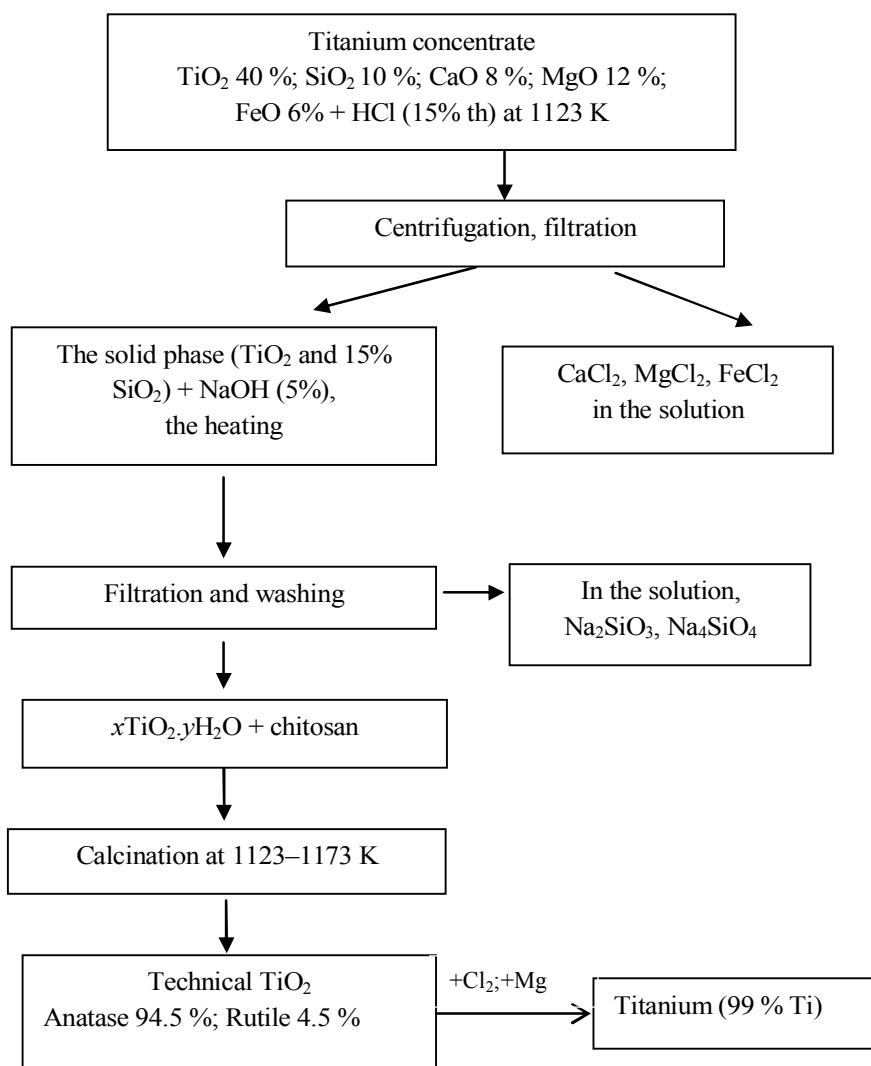 Titanium concentrate
TiO₂ 40 %; SiO₂ 10 %; CaO 8 %; MgO 12 %;
FeO 6% + HCl (15% th) at 1123 K
Centrifugation, filtration
The solid phase (TiO₂ and 15%
SiO₂) + NaOH (5%),
the heating
CaCl₂, MgCl₂, FeCl₂
in the solution
Filtration and washing
In the solution,
Na₂SiO₃, Na₄SiO₄
xTiO₂.yH₂O + chitosan
Calcination at 1123–1173 K
Technical TiO₂
Anatase 94.5 %; Rutile 4.5 %
+Cl₂;+Mg
Titanium (99 % Ti)